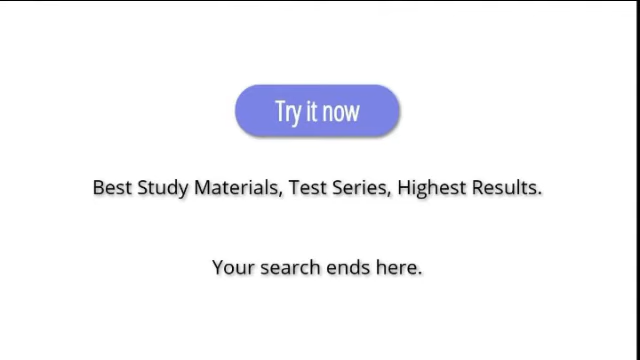 Try it now
Best Study Materials, Test Series, Highest Results.
Your search ends here.